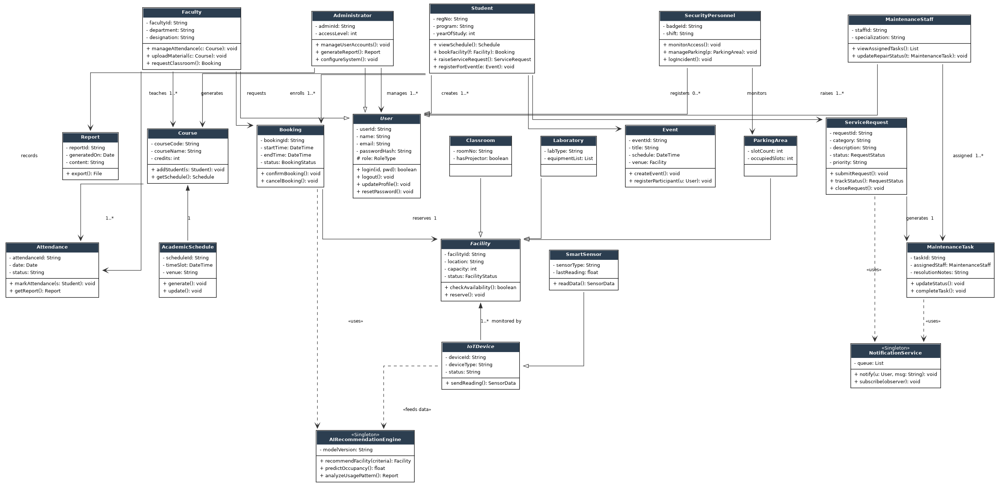 Faculty
- facultyId: String
- department: String
- designation: String
+ manageAttendance(c: Course): void
+ uploadMaterial(c: Course): void
+ requestClassroom(): Booking
Administrator
- adminId: String
- accessLevel: int
+ manageUserAccounts(): void
+ generateReport(): Report
+ configureSystem(): void
Student
- regNo: String
- program: String
- yearOfStudy: int
+ viewSchedule(): Schedule
+ bookFacility(f: Facility): Booking
+ raiseServiceRequest(): ServiceRequest
+ registerForEvent(e: Event): void
SecurityPersonnel
- badgeId: String
- shift: String
+ monitorAccess(): void
+ manageParking(p: ParkingArea): void
+ logIncident(): void
MaintenanceStaff
- staffId: String
- specialization: String
+ viewAssignedTasks(): List
+ updateRepairStatus(t: MaintenanceTask): void
teaches 1..*
generates
requests
enrolls 1..*
manages 1..*
creates 1..*
registers 0..*
monitors
raises 1..*
records
Report
- reportId: String
- generatedOn: Date
- content: String
+ export(): File
Course
- courseCode: String
- courseName: String
- credits: int
+ addStudent(s: Student): void
+ getSchedule(): Schedule
Booking
- bookingId: String
- startTime: DateTime
- endTime: DateTime
- status: BookingStatus
+ confirmBooking(): void
+ cancelBooking(): void
User
- userId: String
- name: String
- email: String
- passwordHash: String
# role: RoleType
+ login(id, pwd): boolean
+ logout(): void
+ updateProfile(): void
+ resetPassword(): void
Classroom
- roomNo: String
- hasProjector: boolean
Laboratory
- labType: String
- equipmentList: List
Event
- eventId: String
- title: String
- schedule: DateTime
- venue: Facility
+ createEvent(): void
+ registerParticipant(u: User): void
ParkingArea
- slotCount: int
- occupiedSlots: int
ServiceRequest
- requestId: String
- category: String
- description: String
- status: RequestStatus
- priority: String
+ submitRequest(): void
+ trackStatus(): RequestStatus
+ closeRequest(): void
assigned 1..*
1..*
1
reserves 1
generates 1
Attendance
- attendanceId: String
- date: Date
- status: String
+ markAttendance(s: Student): void
+ getReport(): Report
AcademicSchedule
- scheduleId: String
- timeSlot: DateTime
- venue: String
+ generate(): void
+ update(): void
Facility
- facilityId: String
- location: String
- capacity: int
- status: FacilityStatus
+ checkAvailability(): boolean
+ reserve(): void
SmartSensor
- sensorType: String
- lastReading: float
+ readData(): SensorData
«uses»
MaintenanceTask
- taskId: String
- assignedStaff: MaintenanceStaff
- resolutionNotes: String
+ updateStatus(): void
+ completeTask(): void
«uses»
1..* monitored by
«uses»
IoTDevice
- deviceId: String
- deviceType: String
- status: String
+ sendReading(): SensorData
«Singleton»
NotificationService
- queue: List
+ notify(u: User, msg: String): void
+ subscribe(observer): void
«feeds data»
«Singleton»
AIRecommendationEngine
- modelVersion: String
+ recommendFacility(criteria): Facility
+ predictOccupancy(): float
+ analyzeUsagePattern(): Report